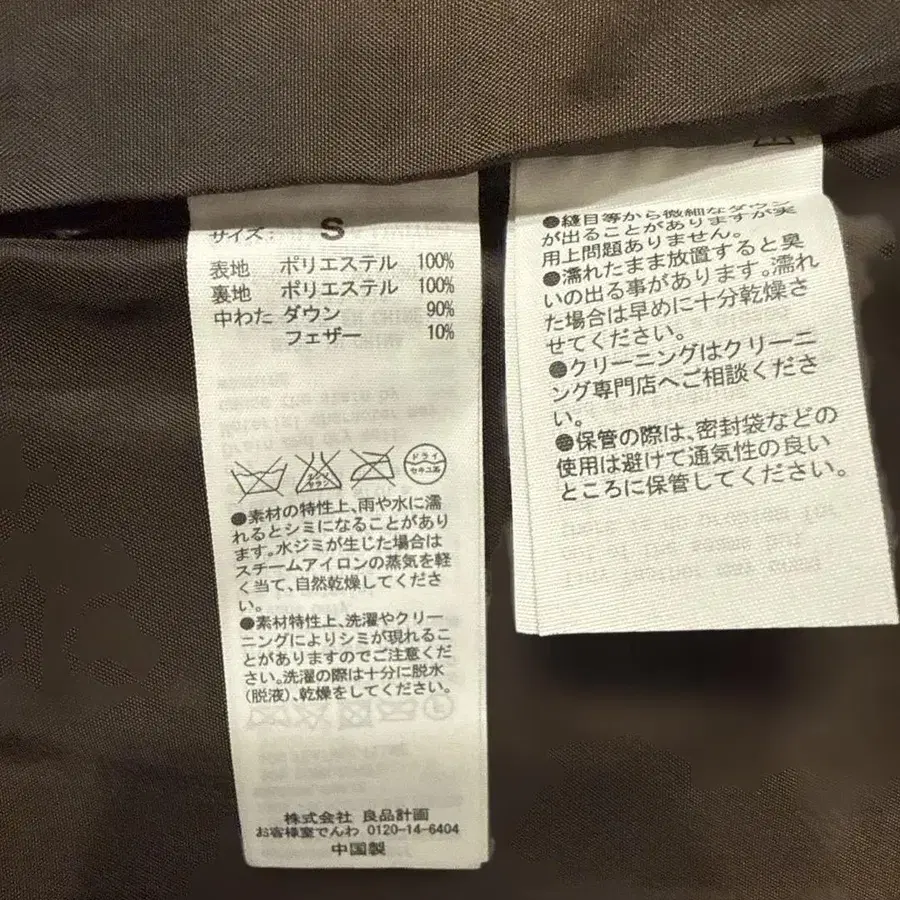 サイズ: S
表地 ポリエステル 100%
裏地 ポリエステル 100%
中わた ダウン 90%
フェザー 10%
エンソ サラシ
ドライ
セキユ系
●素材の特性上、雨や水に濡
れるとシミになることがあり
ます。水ジミが生じた場合は
スチームアイロンの蒸気を軽
く当て、自然乾燥してくださ
い。
●素材特性上、洗濯やクリー
ニングによりシミが現れるこ
とがありますのでご注意くだ
さい。洗濯の際は十分に脱水
(脱液)、乾燥をしてください。
株式会社 良品計画
お客様室でんわ 0120-14-6404
中国製
●縫目等から微細なダウン
が出ることがありますが実
用上問題ありません。
●濡れたまま放置すると臭
いの出る事があります。濡れ
た場合は早めに十分乾燥さ
せてください。
●クリーニングはクリーニ
ング専門店へご相談くださ
い。
●保管の際は、密封袋などの
使用は避けて通気性の良い
ところに保管してください。